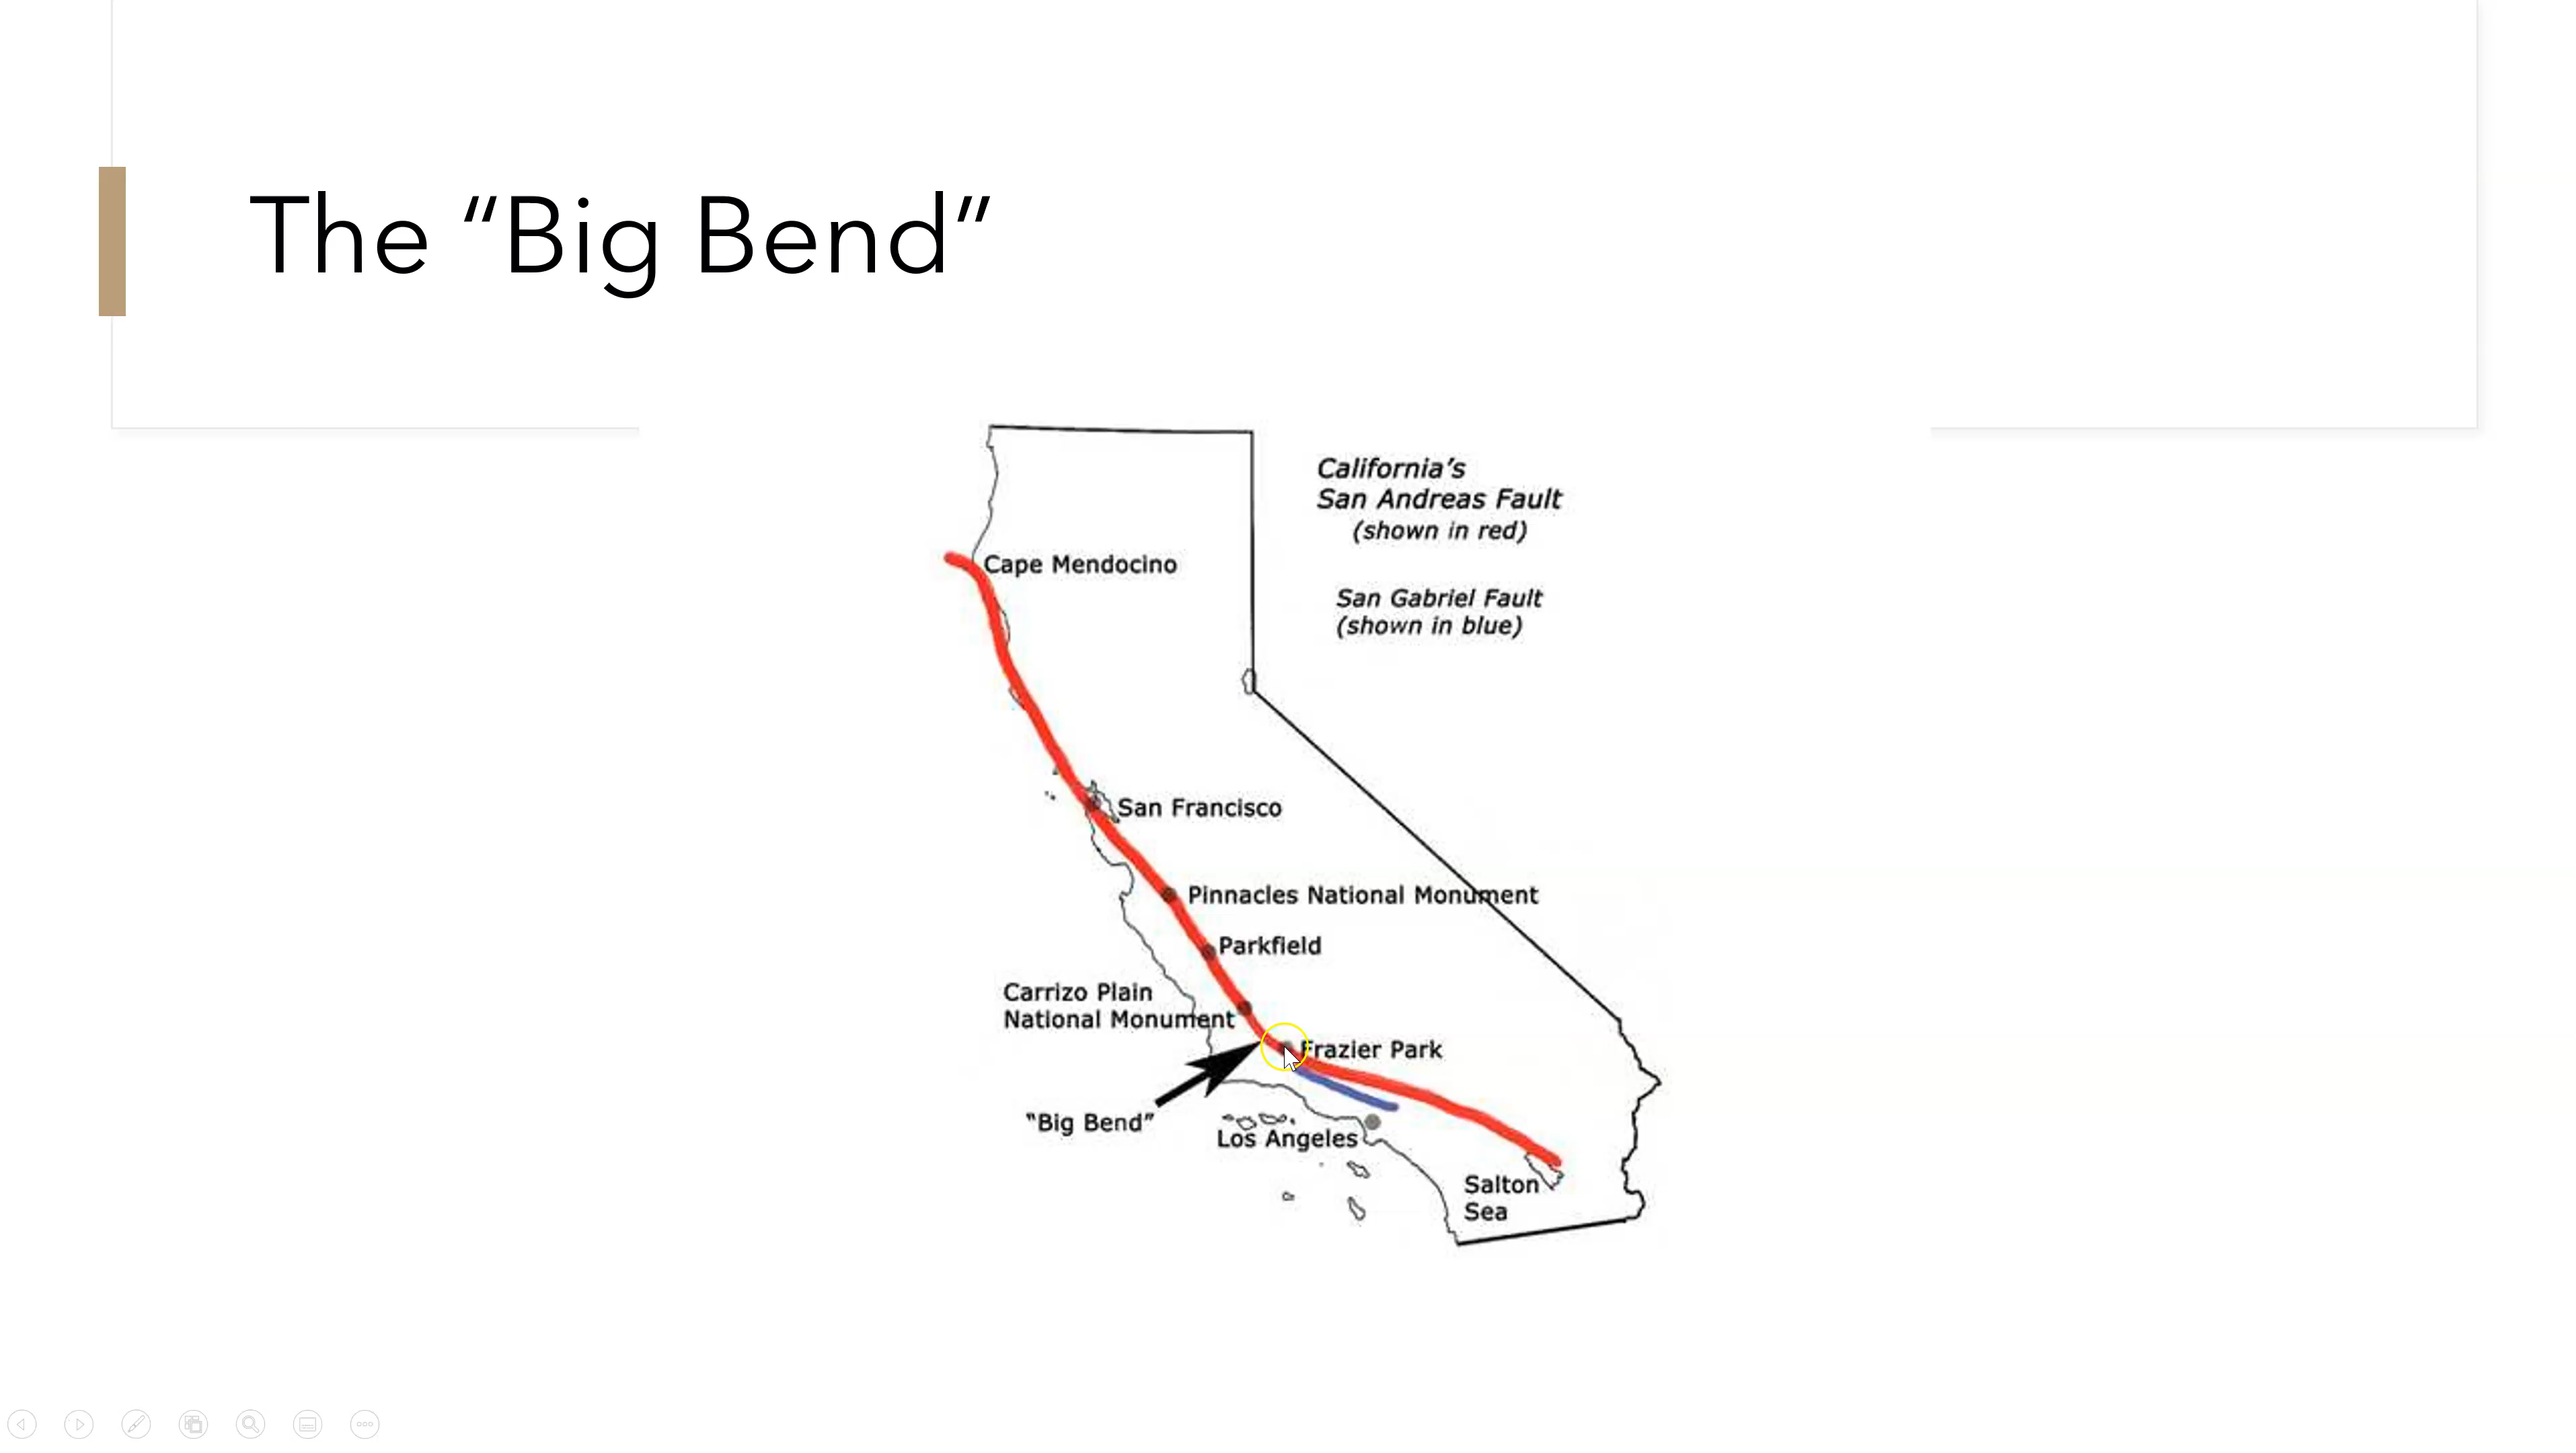 The “Big Bend”
California’s
San Andreas Fault
(shown in red)
Cape Mendocino
San Gabriel Fault
(shown in blue)
San Francisco
Pinnacles National Monument
Parkfield
Carrizo Plain
National Monument
Frazier Park
“Big Bend”
Los Angeles
Salton
Sea